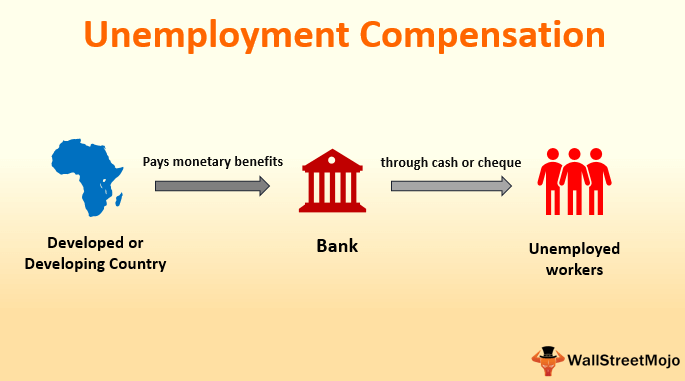 Unemployment Compensation
Pays monetary benefits
through cash or cheque
Developed or
Developing Country
Bank
Unemployed
workers
WallStreetMojo